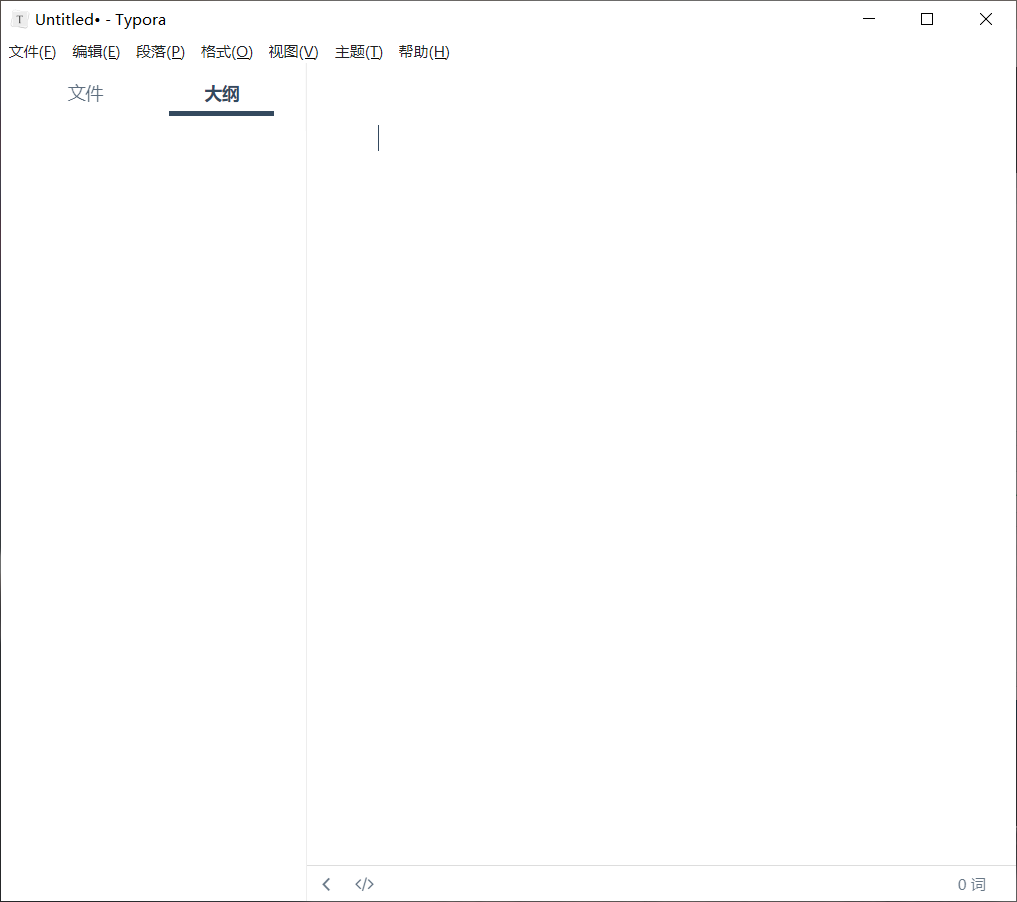 T Untitled• - Typora
文件(F) 编辑(E) 段落(P) 格式(O) 视图(V) 主题(T) 帮助(H)
文件 大纲
</> 0 词